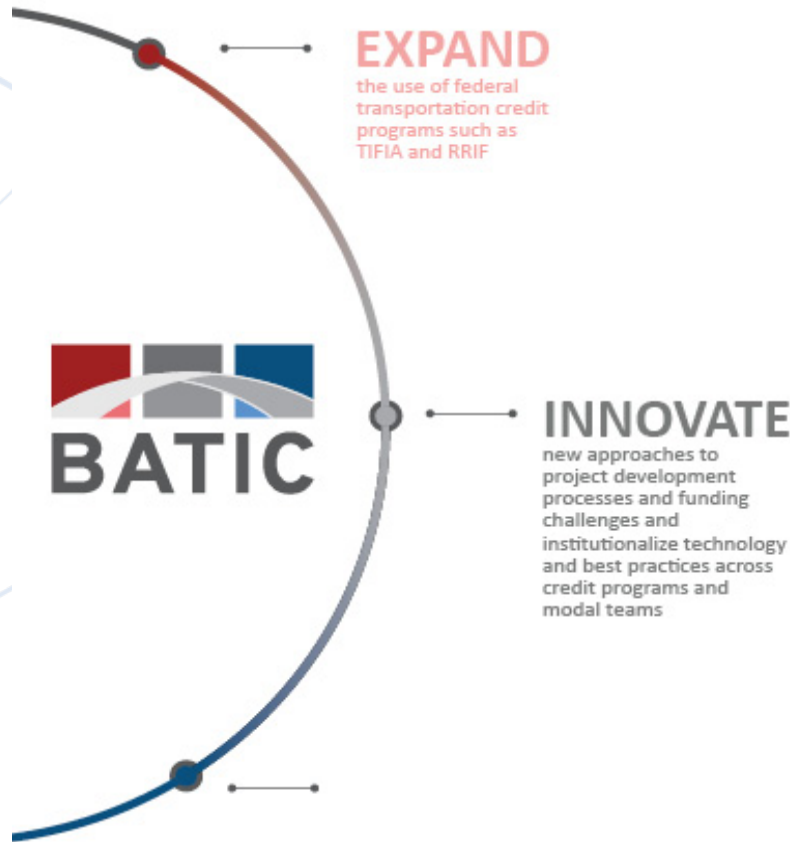 EXPAND
the use of federal
transportation credit
programs such as
TIFIA and RRIF
BATIC
INNOVATE
new approaches to
project development
processes and funding
challenges and
institutionalize technology
and best practices across
credit programs and
modal teams